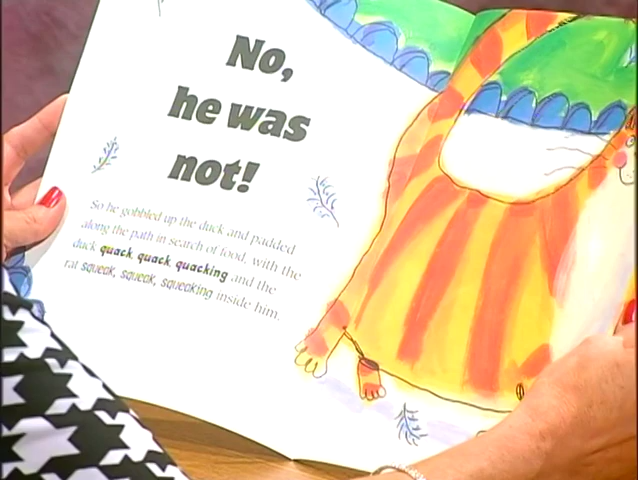 No,
he was
not!
So he gobbled up the duck and padded
along the path in search of food, with the
duck quack, quack, quacking and the
rat squeak, squeak, squeaking inside him.